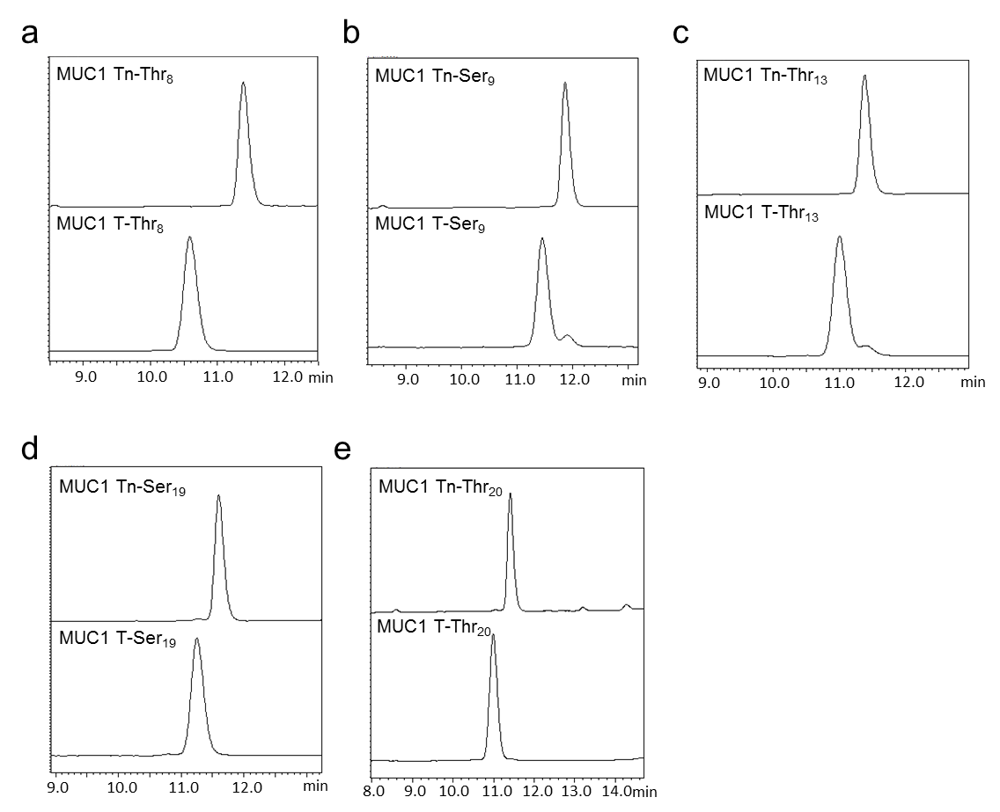 a
MUC1 Tn-Thr₈
MUC1 T-Thr₈
9.0 10.0 11.0 12.0 min
b
MUC1 Tn-Ser₉
MUC1 T-Ser₉
9.0 10.0 11.0 12.0 min
c
MUC1 Tn-Thr₁₃
MUC1 T-Thr₁₃
9.0 10.0 11.0 12.0 min
d
MUC1 Tn-Ser₁₉
MUC1 T-Ser₁₉
9.0 10.0 11.0 12.0 min
e
MUC1 Tn-Thr₂₀
MUC1 T-Thr₂₀
8.0 9.0 10.0 11.0 12.0 13.0 14.0min